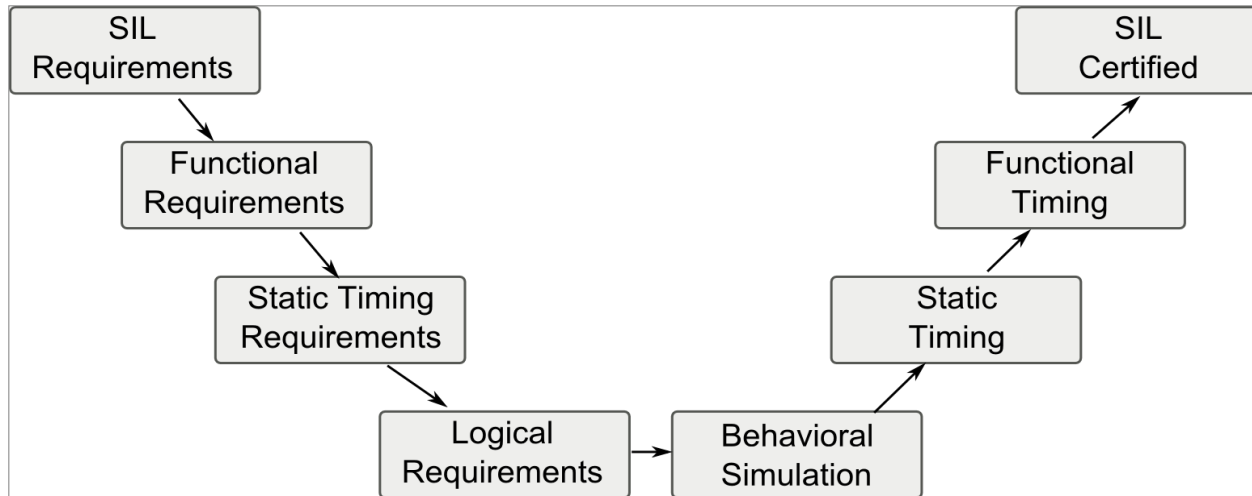 SIL
Requirements
SIL
Certified
Functional
Requirements
Functional
Timing
Static Timing
Requirements
Static
Timing
Logical
Requirements
Behavioral
Simulation